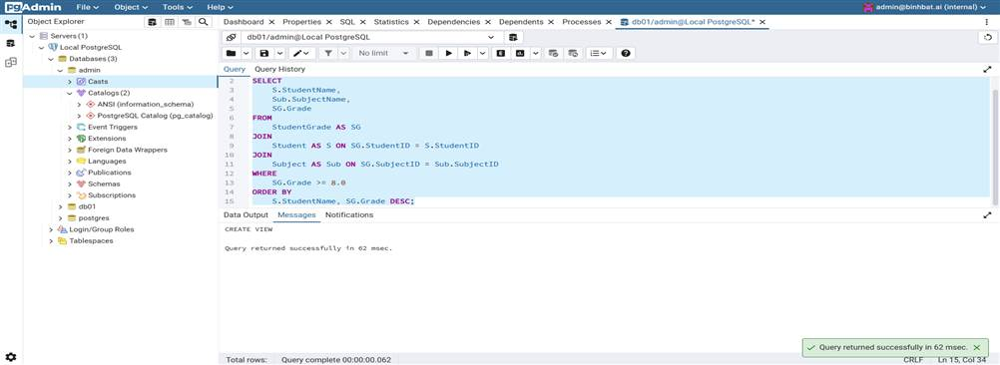 pgAdmin File Object Tools Help admin@binhbat.ai (internal)
Object Explorer
Dashboard Properties SQL Statistics Dependencies Dependents Processes db01/admin@Local PostgreSQL*
Servers (1)
Local PostgreSQL
Databases (3)
admin
Casts
Catalogs (2)
ANSI (information_schema)
PostgreSQL Catalog (pg_catalog)
Event Triggers
Extensions
Foreign Data Wrappers
Languages
Publications
Schemas
Subscriptions
db01
postgres
Login/Group Roles
Tablespaces
db01/admin@Local PostgreSQL
No limit
Query Query History
2 SELECT
3 S.StudentName,
4 Sub.SubjectName,
5 SG.Grade
6 FROM
7 StudentGrade AS SG
8 JOIN
9 Student AS S ON SG.StudentID = S.StudentID
10 JOIN
11 Subject AS Sub ON SG.SubjectID = Sub.SubjectID
12 WHERE
13 SG.Grade >= 8.0
14 ORDER BY
15 S.StudentName, SG.Grade DESC;
Data Output Messages Notifications
CREATE VIEW
Query returned successfully in 62 msec.
Query returned successfully in 62 msec.
Total rows: Query complete 00:00:00.062 CRLF Ln 15, Col 34